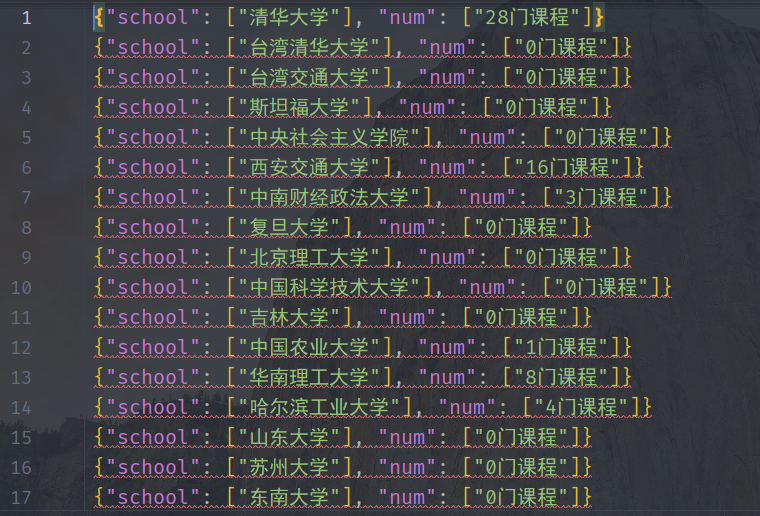 1 {"school": ["清华大学"], "num": ["28门课程"]}
2 {"school": ["台湾清华大学"], "num": ["0门课程"]}
3 {"school": ["台湾交通大学"], "num": ["0门课程"]}
4 {"school": ["斯坦福大学"], "num": ["0门课程"]}
5 {"school": ["中央社会主义学院"], "num": ["0门课程"]}
6 {"school": ["西安交通大学"], "num": ["16门课程"]}
7 {"school": ["中南财经政法大学"], "num": ["3门课程"]}
8 {"school": ["复旦大学"], "num": ["0门课程"]}
9 {"school": ["北京理工大学"], "num": ["0门课程"]}
10 {"school": ["中国科学技术大学"], "num": ["0门课程"]}
11 {"school": ["吉林大学"], "num": ["0门课程"]}
12 {"school": ["中国农业大学"], "num": ["1门课程"]}
13 {"school": ["华南理工大学"], "num": ["8门课程"]}
14 {"school": ["哈尔滨工业大学"], "num": ["4门课程"]}
15 {"school": ["山东大学"], "num": ["0门课程"]}
16 {"school": ["苏州大学"], "num": ["0门课程"]}
17 {"school": ["东南大学"], "num": ["0门课程"]}